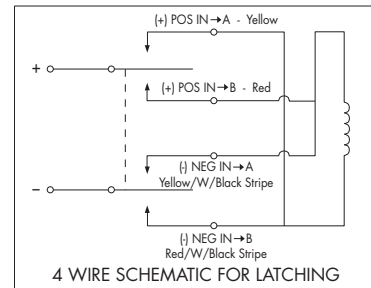 (+) POS IN→A - Yellow
+
(+) POS IN→B - Red
(-) NEG IN→A
Yellow/W/Black Stripe
-
(-) NEG IN→B
Red/W/Black Stripe
4 WIRE SCHEMATIC FOR LATCHING